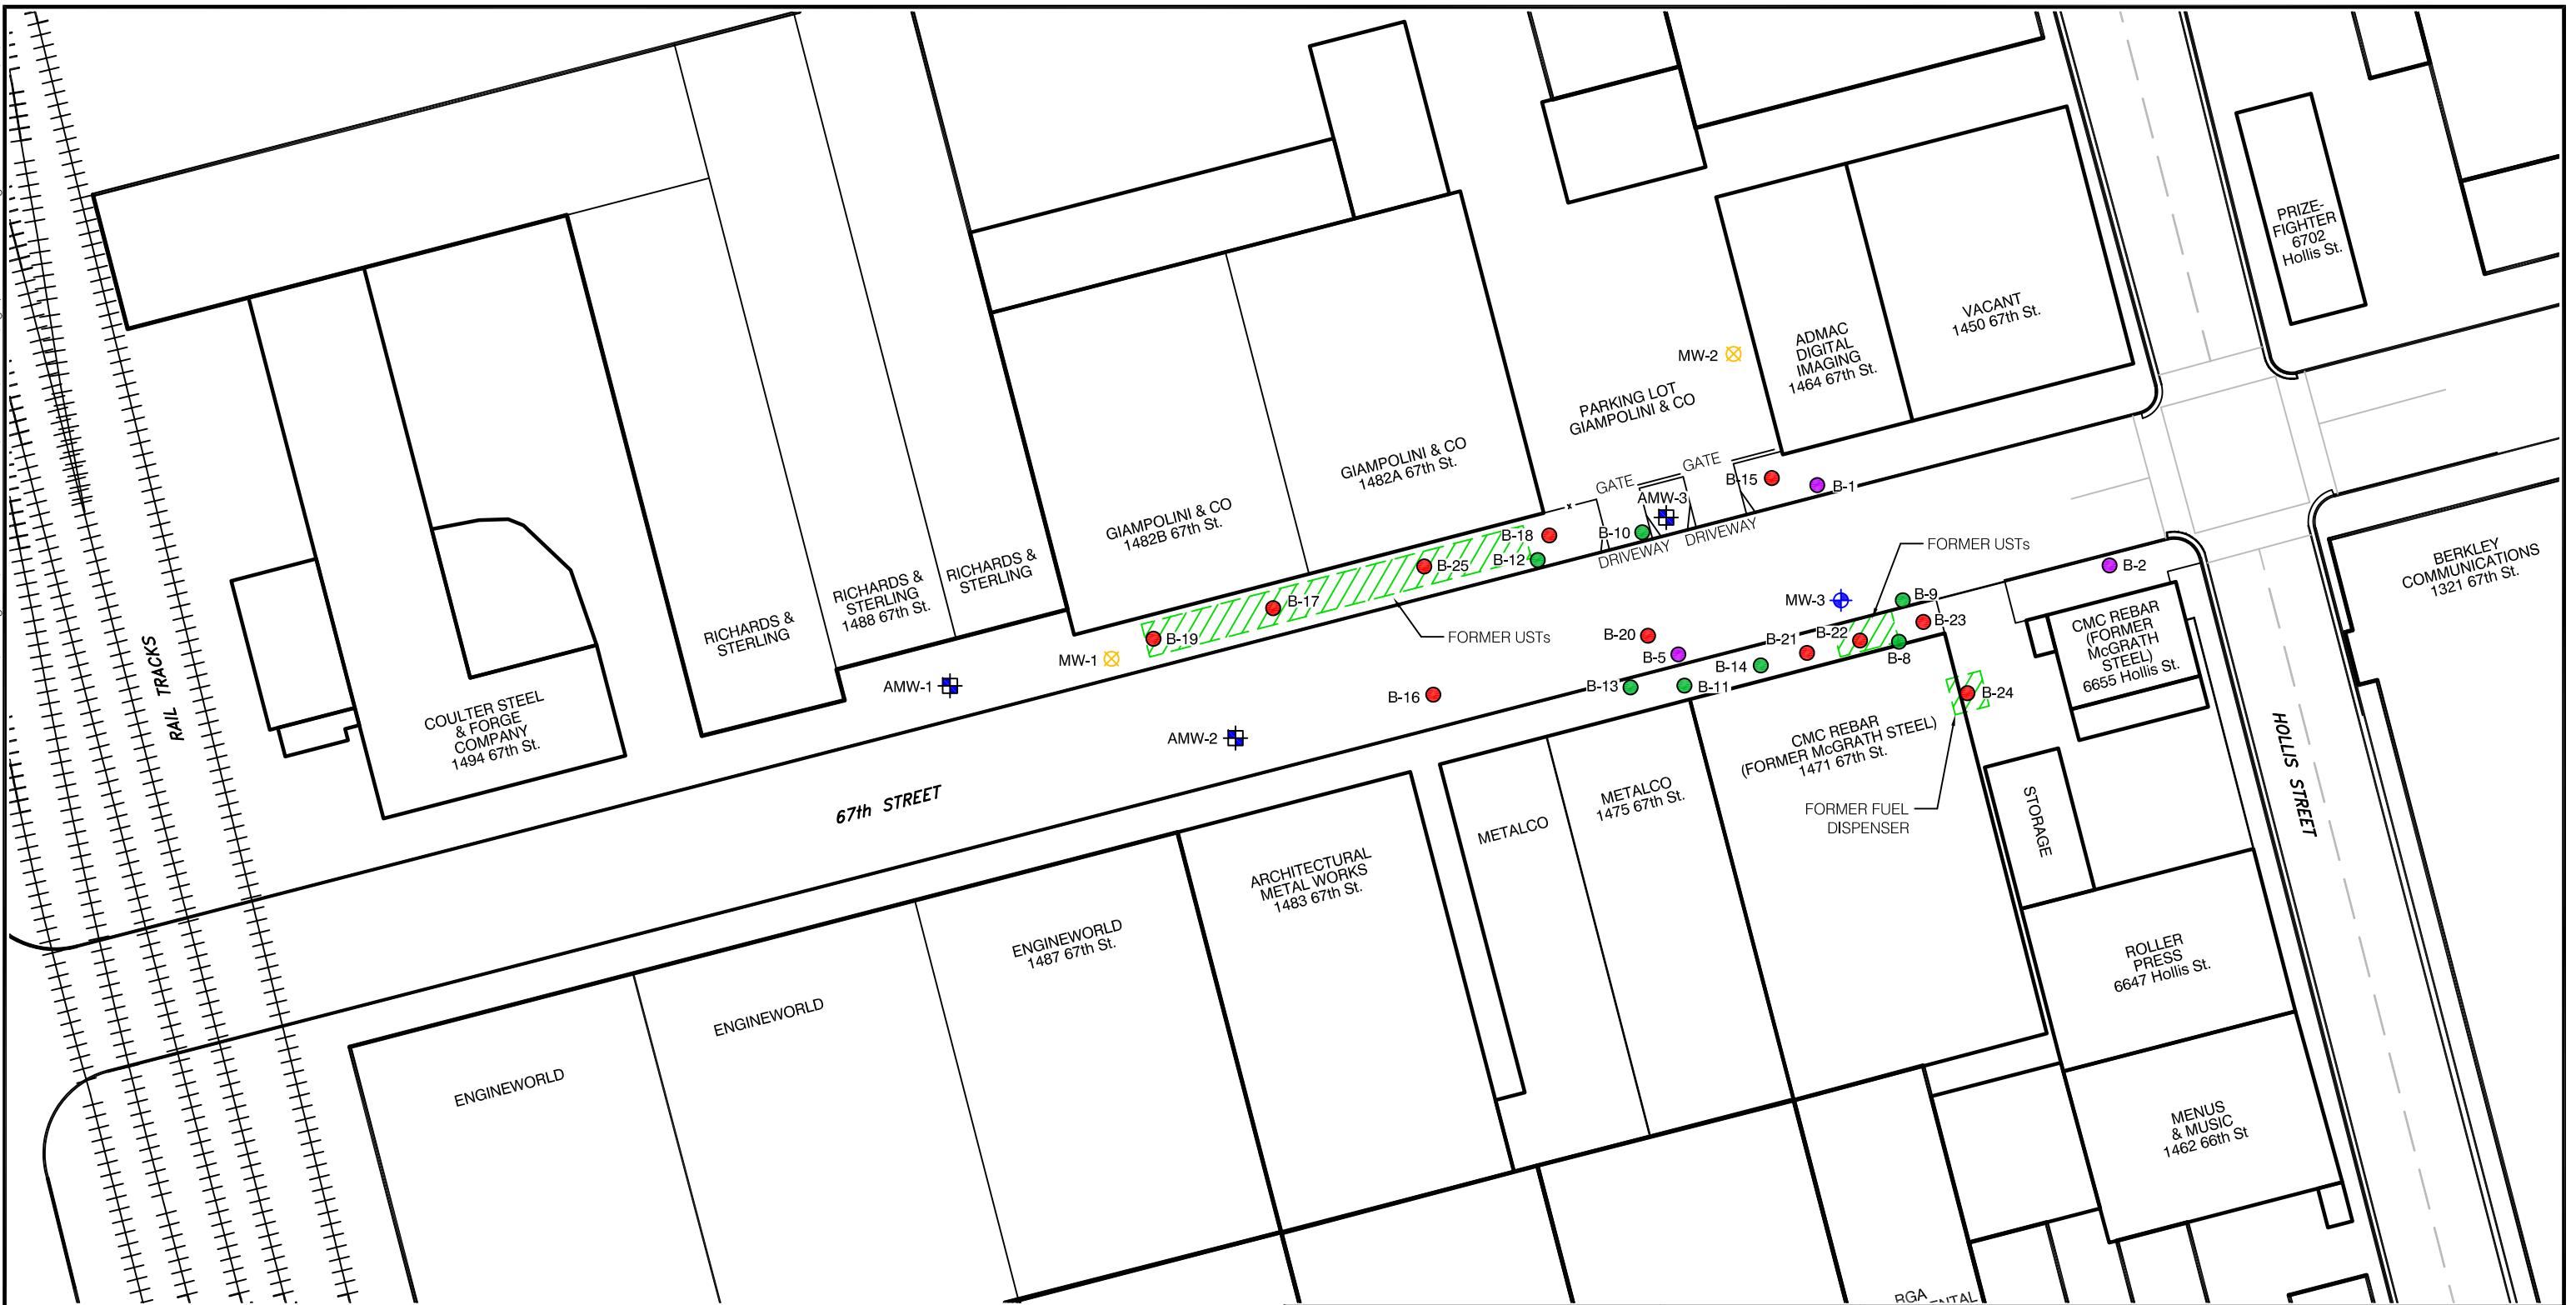 PRIZE-
FIGHTER
6702
Hollis St.
VACANT
1450 67th St.
ADMAC
DIGITAL
IMAGING
1464 67th St.
MW-2
PARKING LOT
GIAMPOLINI & CO
GIAMPOLINI & CO
1482A 67th St.
GATE
GATE
B-15
B-1
AMW-3
GIAMPOLINI & CO
1482B 67th St.
B-18
B-10
DRIVEWAY
DRIVEWAY
B-12
B-25
FORMER USTs
BERKLEY
COMMUNICATIONS
1321 67th St.
B-2
RICHARDS &
STERLING
RICHARDS &
STERLING
1488 67th St.
RICHARDS &
STERLING
B-17
B-19
MW-1
AMW-1
FORMER USTs
MW-3
B-9
B-23
B-20
B-22
B-21
B-5
B-14
B-8
B-13
B-11
B-16
B-24
CMC REBAR
(FORMER
McGRATH
STEEL)
6655 Hollis St.
RAIL TRACKS
COULTER STEEL
& FORGE
COMPANY
1494 67th St.
AMW-2
CMC REBAR
(FORMER McGRATH STEEL)
1471 67th St.
HOLLIS STREET
67th STREET
METALCO
METALCO
1475 67th St.
FORMER FUEL
DISPENSER
STORAGE
ARCHITECTURAL
METAL WORKS
1483 67th St.
ENGINEWORLD
1487 67th St.
ENGINEWORLD
ENGINEWORLD
ROLLER
PRESS
6647 Hollis St.
MENUS
& MUSIC
1462 66th St
RGA